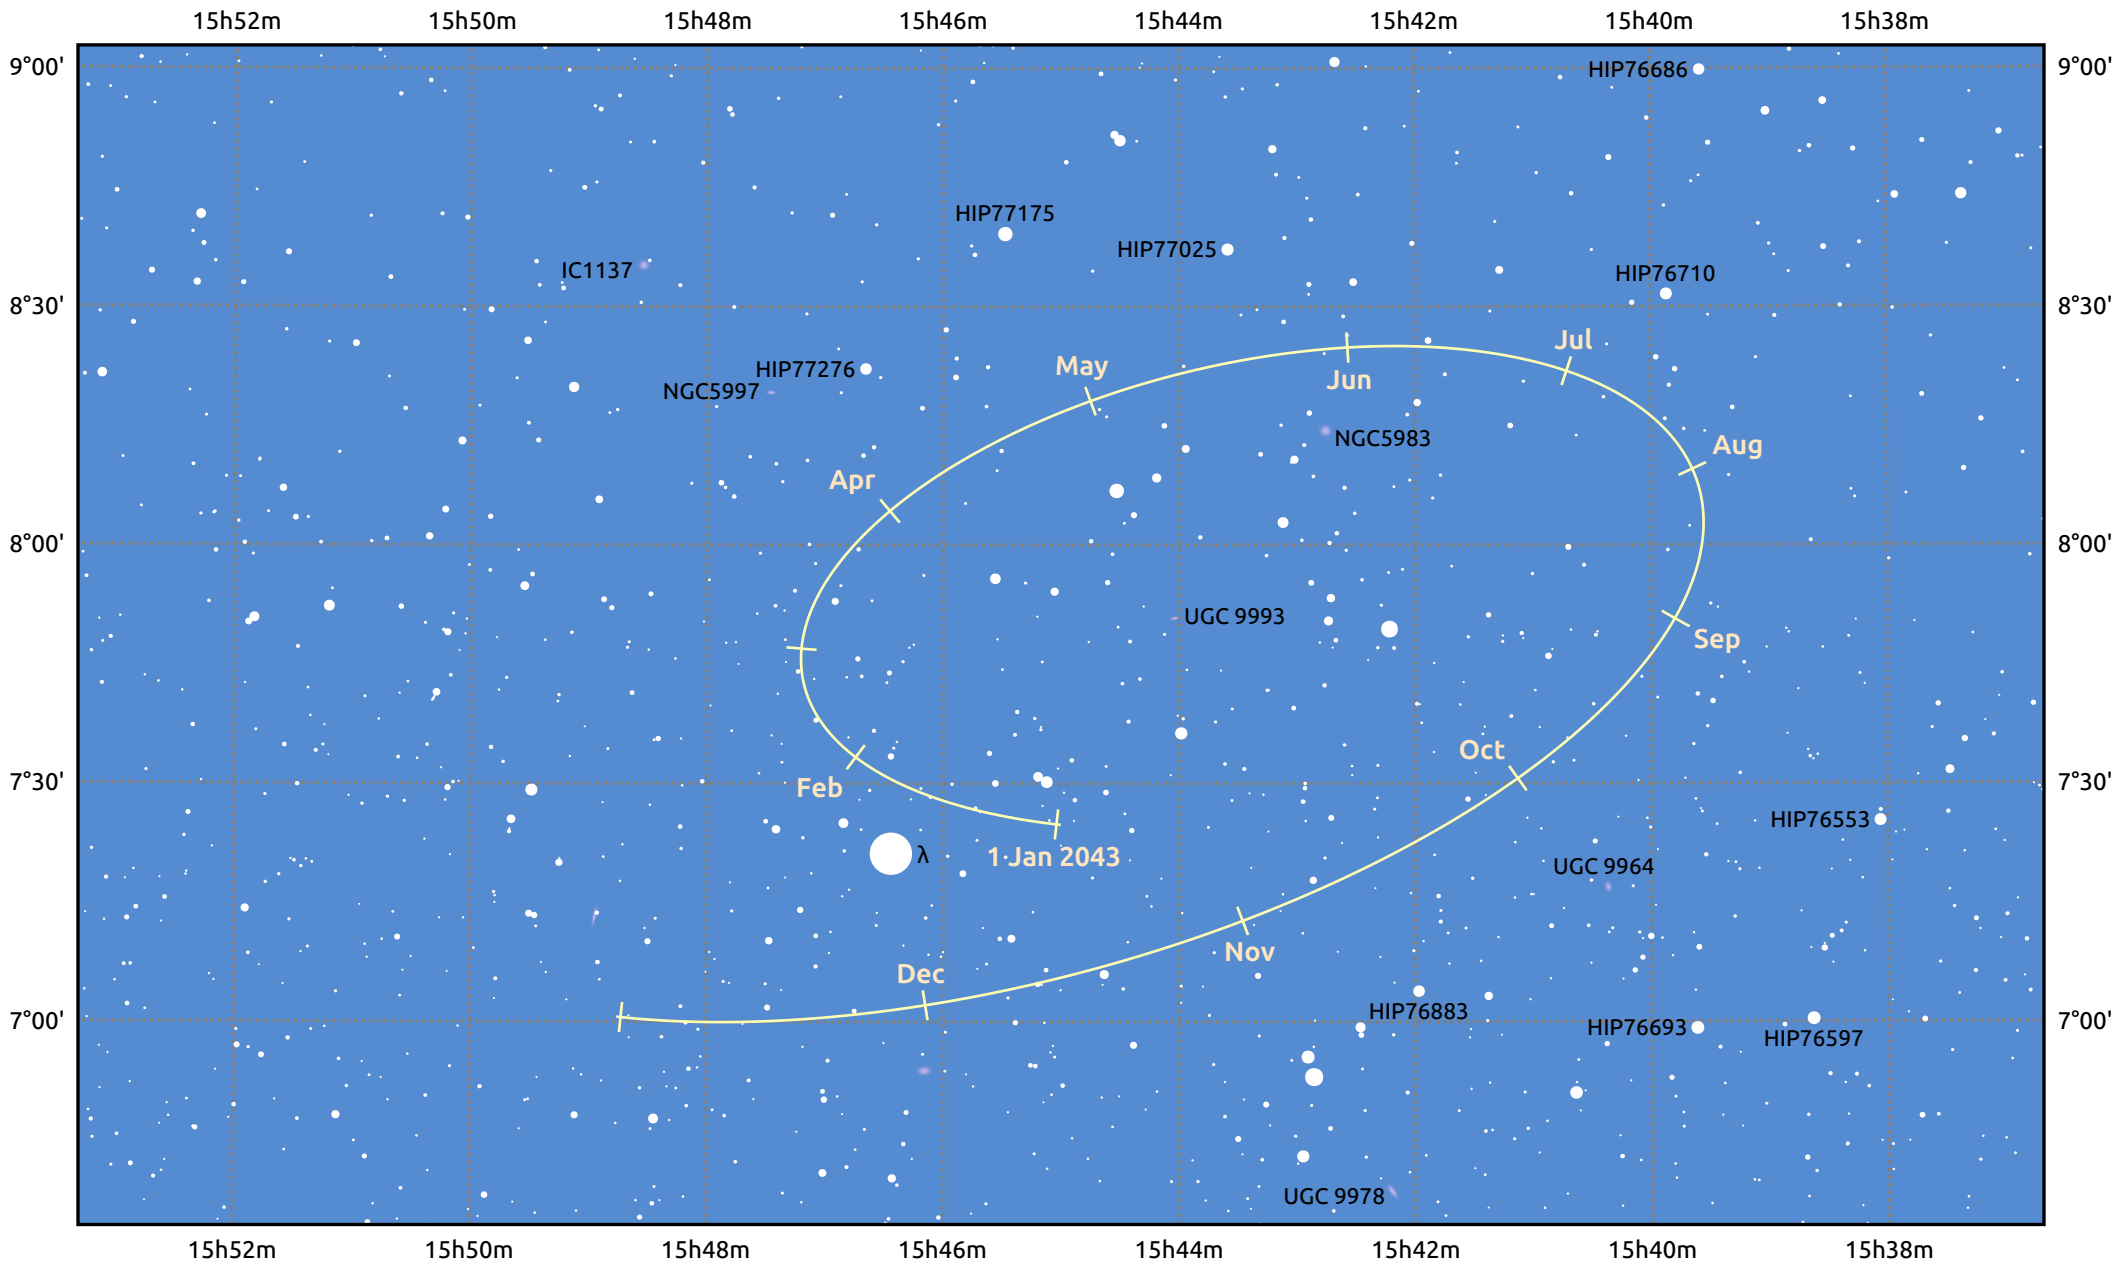 15h52m 15h50m 15h48m 15h46m 15h44m 15h42m 15h40m 15h38m
9°00' 9°00'
HIP76686
HIP77175
HIP77025
IC1137
HIP76710
8°30' 8°30'
Jul
May
HIP77276
Jun
NGC5997
NGC5983
Aug
Apr
8°00' 8°00'
UGC 9993
Sep
Oct
7°30' 7°30'
Feb
HIP76553
λ
1 Jan 2043
UGC 9964
Nov
Dec
HIP76883
7°00' 7°00'
HIP76693
HIP76597
UGC 9978
15h52m 15h50m 15h48m 15h46m 15h44m 15h42m 15h40m 15h38m